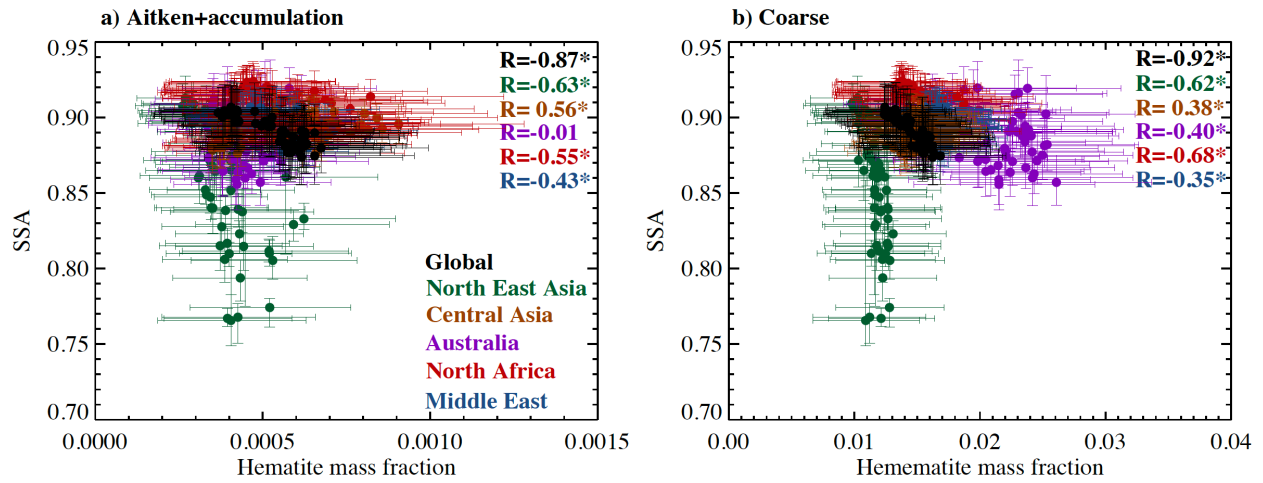 a) Aitken+accumulation
0.95
0.90
0.85
0.80
0.75
0.70
SSA
R=-0.87*
R=-0.63*
R= 0.56*
R=-0.01
R=-0.55*
R=-0.43*
Global
North East Asia
Central Asia
Australia
North Africa
Middle East
0.0000
0.0005
0.0010
0.0015
Hematite mass fraction
b) Coarse
0.95
0.90
0.85
0.80
0.75
0.70
SSA
R=-0.92*
R=-0.62*
R= 0.38*
R=-0.40*
R=-0.68*
R=-0.35*
0.00
0.01
0.02
0.03
0.04
Hemematite mass fraction